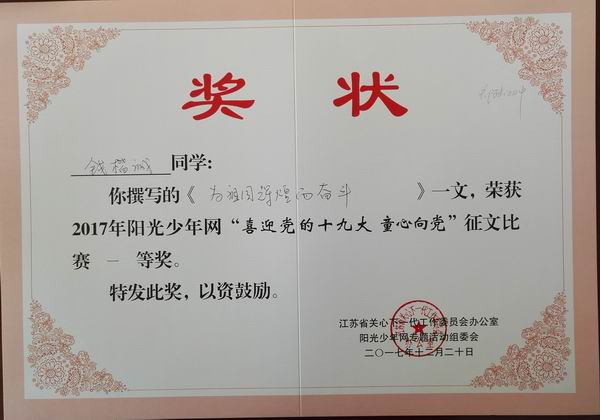 奖 状
钱楷诚 同学：
你撰写的《 为祖国辉煌而奋斗 》一文，荣获
2017年阳光少年网“喜迎党的十九大 童心向党”征文比
赛 一 等奖。
特发此奖，以资鼓励。
江苏省关心下一代工作委员会办公室
阳光少年网专题活动组委会
二〇一七年十二月二十日